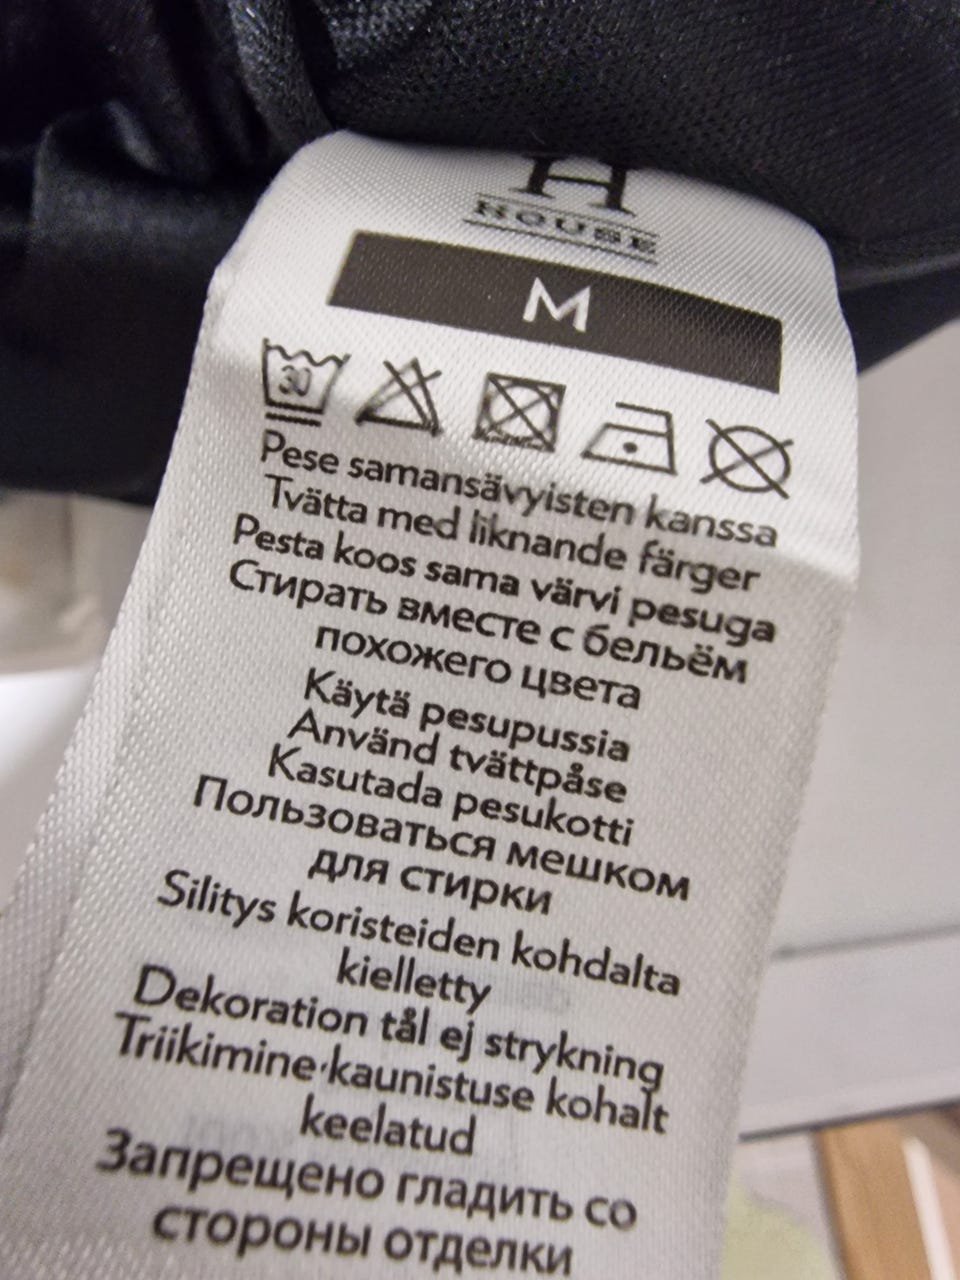 H
HOUSE
M
30
Pese samansävyisten kanssa
Tvätta med liknande färger
Pesta koos sama värvi pesuga
Стирать вместе с бельём
похожего цвета
Käytä pesupussia
Använd tvättpåse
Kasutada pesukotti
Пользоваться мешком
для стирки
Silitys koristeiden kohdalta
kielletty
Dekoration tål ej strykning
Triikimine kaunistuse kohalt
keelatud
Запрещено гладить со
стороны отделки